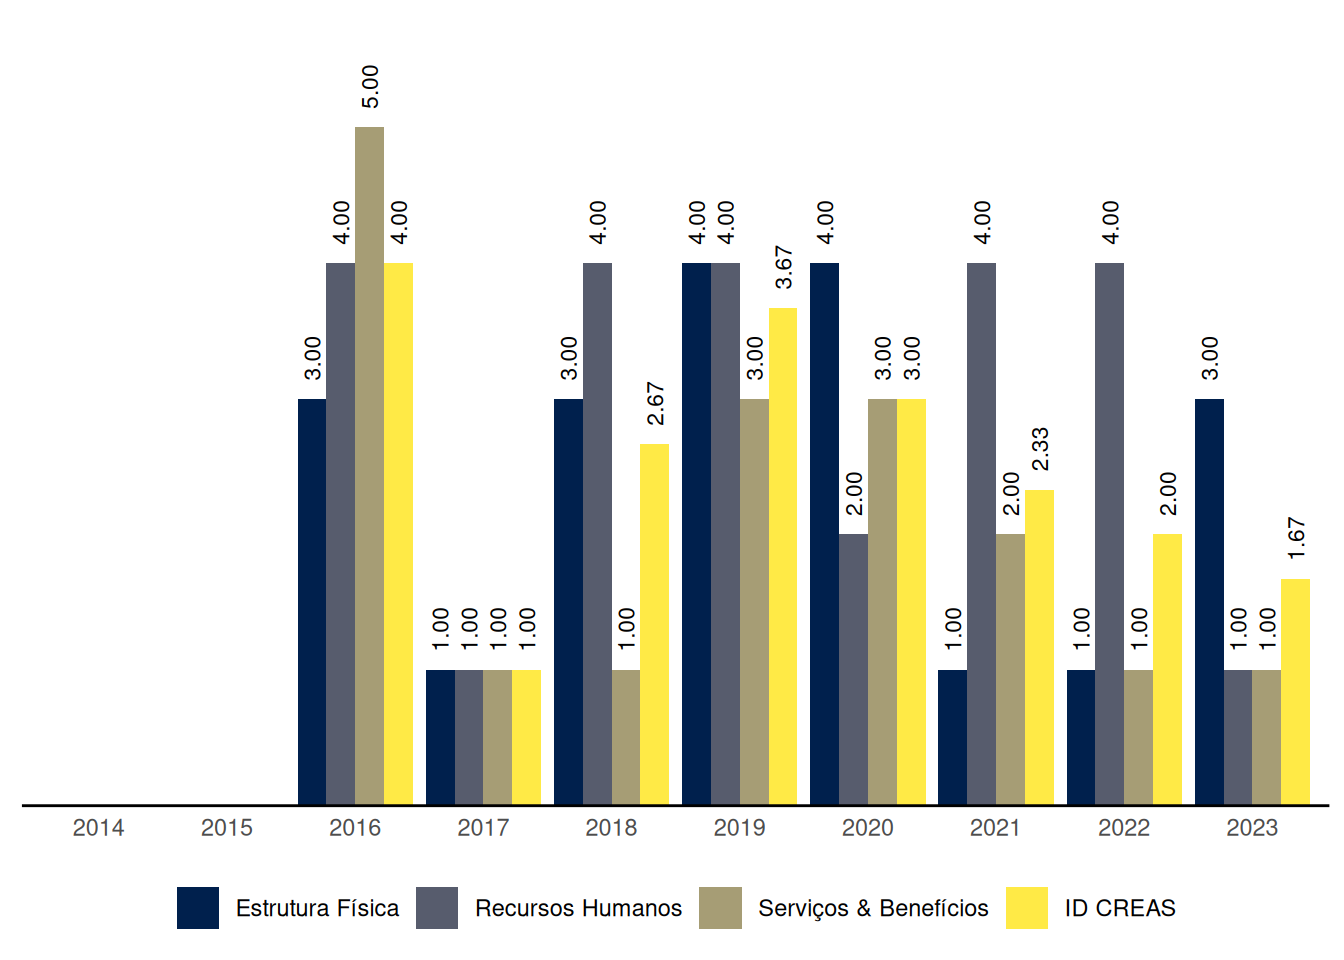 5.00
4.00 4.00 4.00 4.00 4.00 4.00 4.00 4.00
3.67
3.00 3.00 3.00 3.00 3.00 3.00
2.67
2.33
2.00 2.00 2.00
1.67
1.00 1.00 1.00 1.00 1.00 1.00 1.00 1.00 1.00 1.00
2014 2015 2016 2017 2018 2019 2020 2021 2022 2023
Estrutura Física Recursos Humanos Serviços & Benefícios ID CREAS